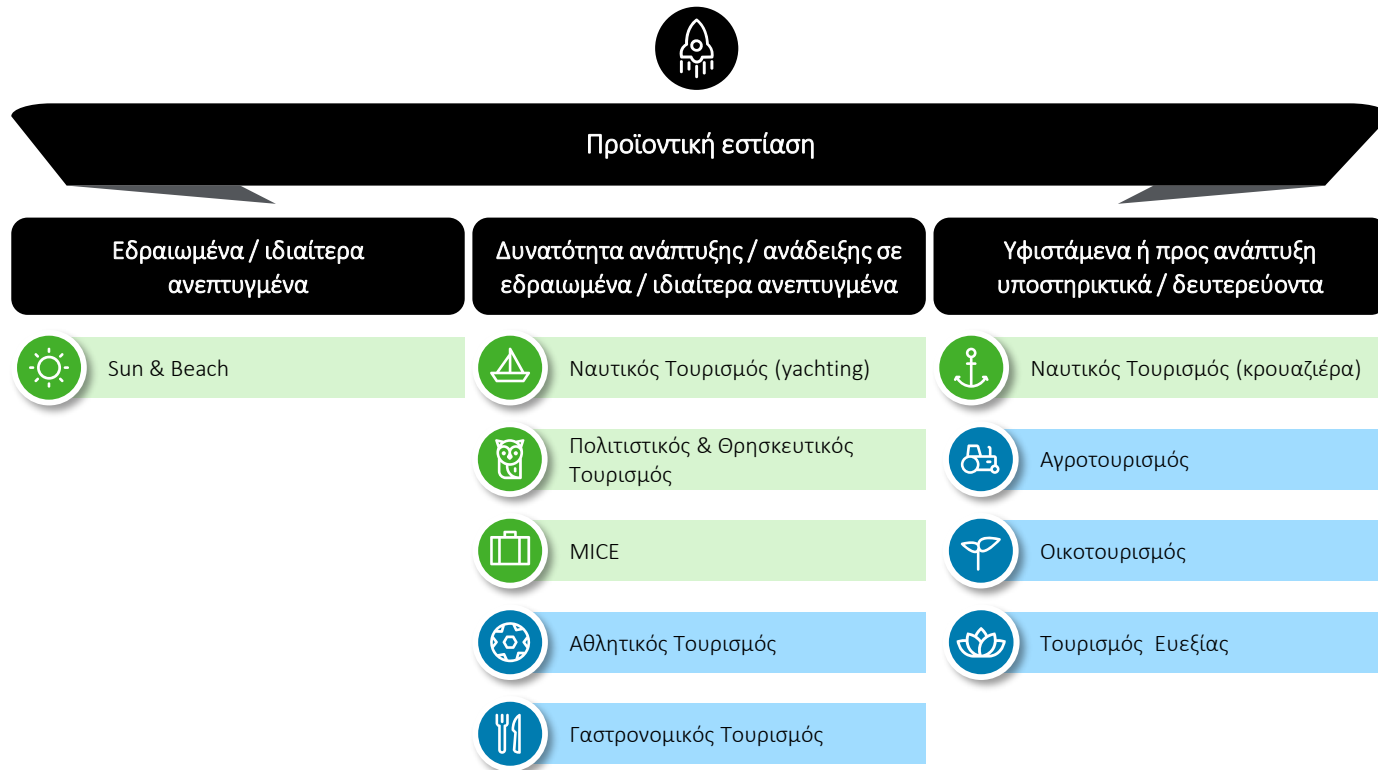 Προϊοντική εστίαση
Εδραιωμένα / ιδιαίτερα
ανεπτυγμένα
Sun & Beach
Δυνατότητα ανάπτυξης / ανάδειξης σε
εδραιωμένα / ιδιαίτερα ανεπτυγμένα
Ναυτικός Τουρισμός (yachting)
Πολιτιστικός & Θρησκευτικός
Τουρισμός
MICE
Αθλητικός Τουρισμός
Γαστρονομικός Τουρισμός
Υφιστάμενα ή προς ανάπτυξη
υποστηρικτικά / δευτερεύοντα
Ναυτικός Τουρισμός (κρουαζιέρα)
Αγροτουρισμός
Οικοτουρισμός
Τουρισμός Ευεξίας